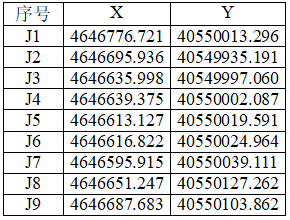 序号 X Y
J1 4646776.721 40550013.296
J2 4646695.936 40549935.191
J3 4646635.998 40549997.060
J4 4646639.375 40550002.087
J5 4646613.127 40550019.591
J6 4646616.822 40550024.964
J7 4646595.915 40550039.111
J8 4646651.247 40550127.262
J9 4646687.683 40550103.862